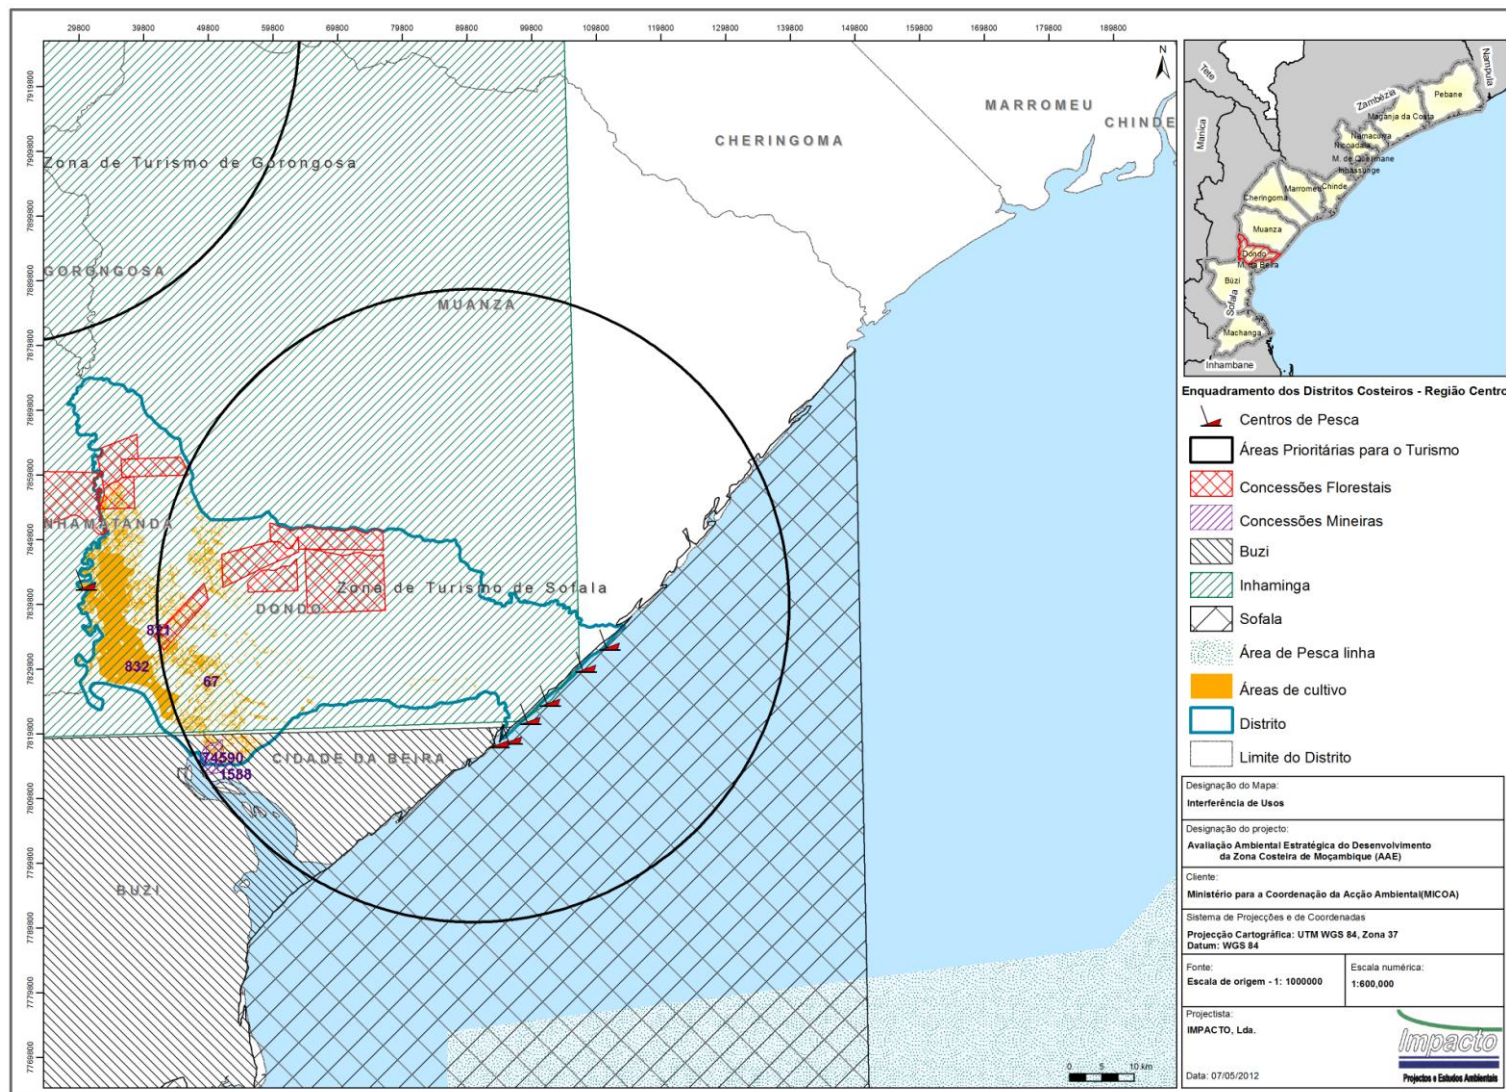 29800 39800 49800 59800 69800 79800 89800 99800 109800 119800 129800 139800 149800 159800 169800 179800 189800
7919800
7909800
7899800
7889800
7879800
7869800
7859800
7849800
7839800
7829800
7819800
7809800
7799800
7789800
7779800
7769800
N
MARROMEU
CHINDE
CHERINGOMA
Zona de Turismo de Gorongosa
GORONGOSA
MUANZA
NHAMATANDA
Zona de Turismo de Sofala
DONDO
821
832
67
CIDADE DA BEIRA
74590
1588
BUZI
0 5 10 km
Nampula
Tete
Zambézia
Pebane
Maganja da Costa
Manica
Namacurra
Nicoadala
M. de Quelimane
Inhassunge
Chinde
Marromeu
Cheringoma
Muanza
Dondo
M. da Beira
Búzi
Sofala
Machanga
Inhambane
Enquadramento dos Distritos Costeiros - Região Centro
Centros de Pesca
Áreas Prioritárias para o Turismo
Concessões Florestais
Concessões Mineiras
Buzi
Inhaminga
Sofala
Área de Pesca linha
Áreas de cultivo
Distrito
Limite do Distrito
Designação do Mapa:
Interferência de Usos
Designação do projecto:
Avaliação Ambiental Estratégica do Desenvolvimento
da Zona Costeira de Moçambique (AAE)
Cliente:
Ministério para a Coordenação da Acção Ambiental(MICOA)
Sistema de Projecções e de Coordenadas
Projecção Cartográfica: UTM WGS 84, Zona 37
Datum: WGS 84
Fonte:
Escala de origem - 1: 1000000
Escala numérica:
1:600,000
Projectista:
IMPACTO, Lda.
Data: 07/05/2012
Impacto
Projectos e Estudos Ambientais